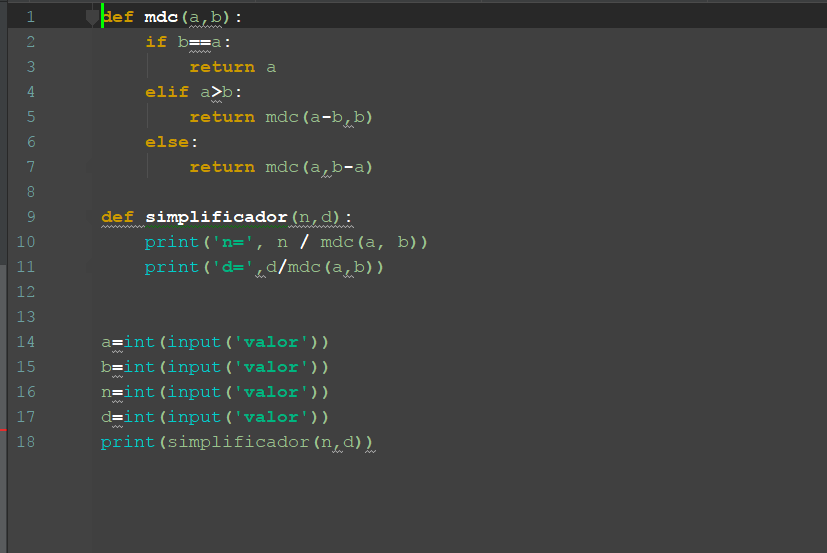 1 def mdc(a,b):
2 if b==a:
3 return a
4 elif a>b:
5 return mdc(a-b,b)
6 else:
7 return mdc(a,b-a)
8
9 def simplificador(n,d):
10 print('n=', n / mdc(a, b))
11 print('d=',d/mdc(a,b))
12
13
14 a=int(input('valor'))
15 b=int(input('valor'))
16 n=int(input('valor'))
17 d=int(input('valor'))
18 print(simplificador(n,d))